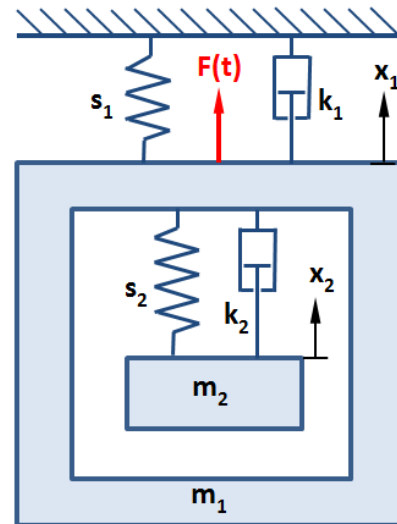 F(t)
x₁
s₁
k₁
x₂
s₂
k₂
m₂
m₁